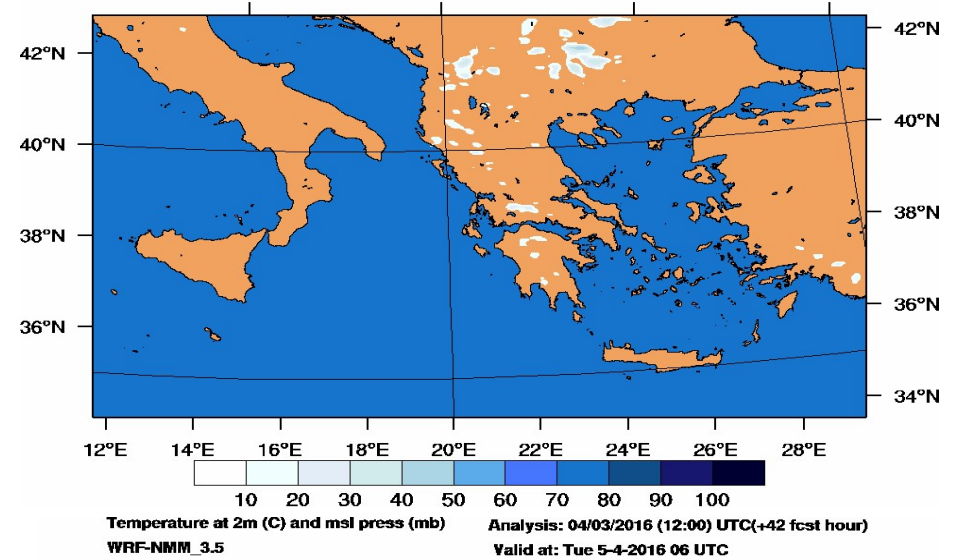 42°N 42°N
40°N 40°N
38°N 38°N
36°N 36°N
34°N
12°E 14°E 16°E 18°E 20°E 22°E 24°E 26°E 28°E
10 20 30 40 50 60 70 80 90 100
Temperature at 2m (C) and msl press (mb) Analysis: 04/03/2016 (12:00) UTC(+42 fcst hour)
WRF-NMM_3.5 Valid at: Tue 5-4-2016 06 UTC